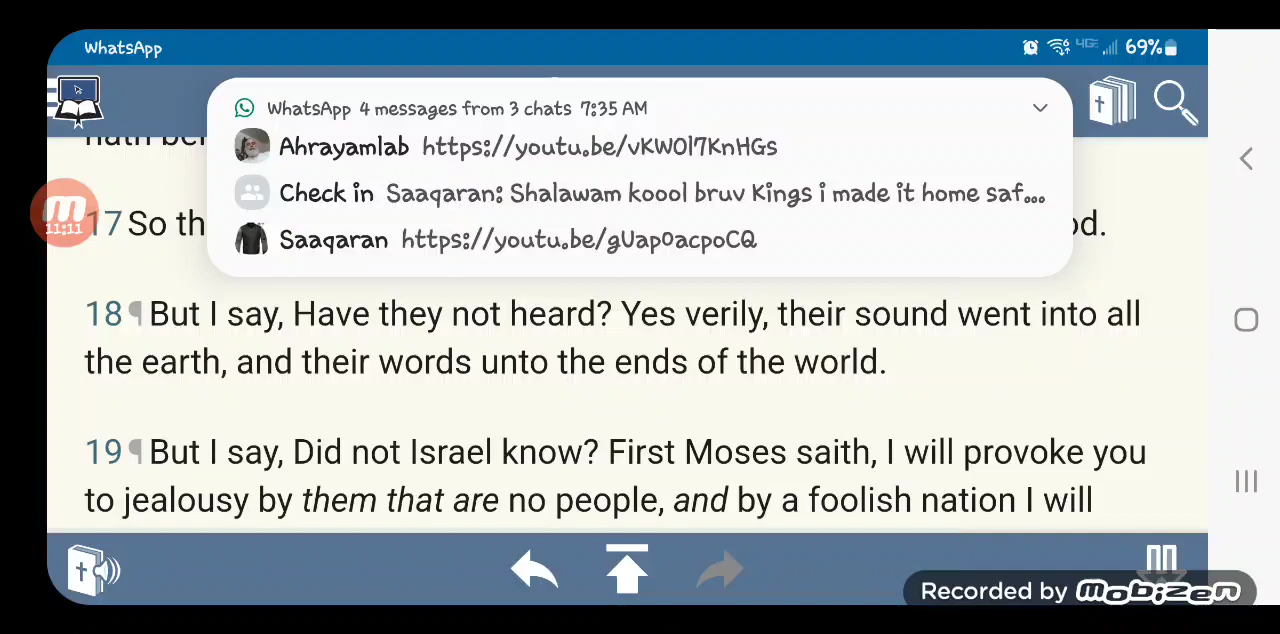 WhatsApp 4GE 69%
WhatsApp 4 messages from 3 chats 7:35 AM
Ahrayamlab https://youtu.be/vKWOl7KnHGs
Check in Saaqaran: Shalawam koool bruv Kings i made it home saf...
Saaqaran https://youtu.be/gUap0acpoCQ
11:11
17 So th od.
18 ¶ But I say, Have they not heard? Yes verily, their sound went into all
the earth, and their words unto the ends of the world.
19 ¶ But I say, Did not Israel know? First Moses saith, I will provoke you
to jealousy by them that are no people, and by a foolish nation I will
Recorded by mobizen